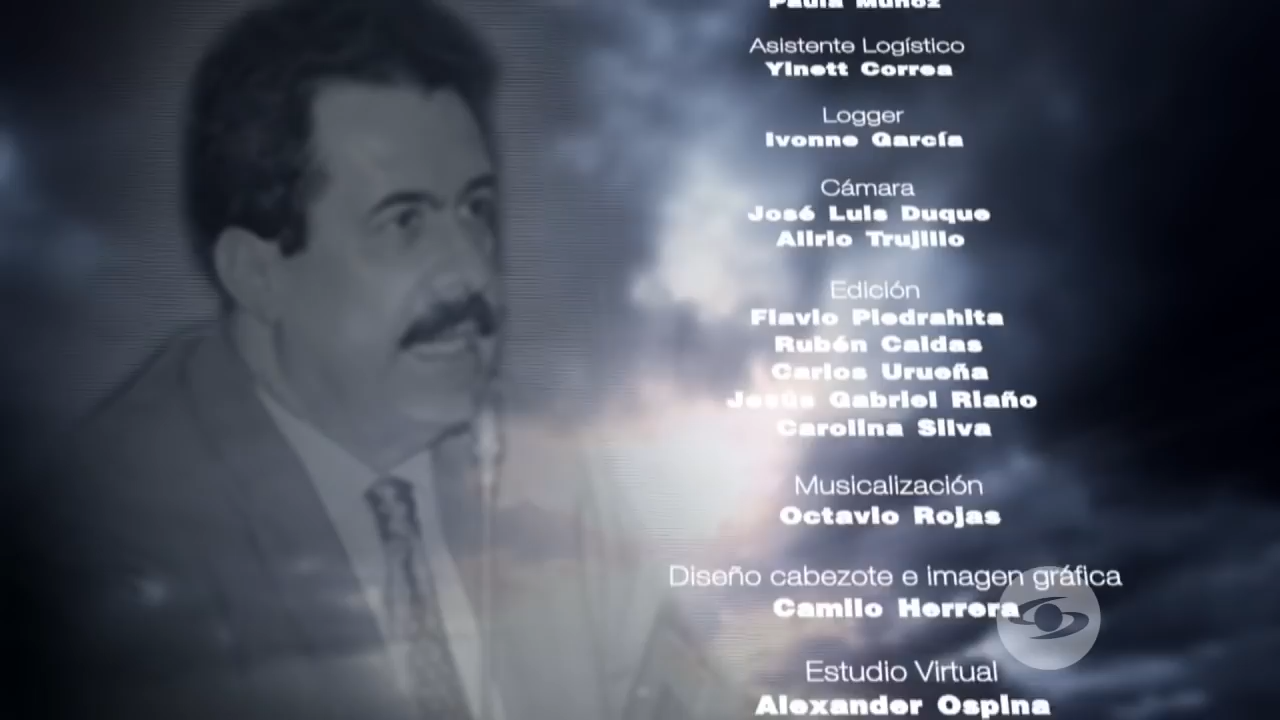 Paula Muñoz
Asistente Logístico
Yinett Correa
Logger
Ivonne García
Cámara
José Luis Duque
Alirio Trujillo
Edición
Flavio Piedrahita
Rubén Caldas
Carlos Urueña
Jesús Gabriel Riaño
Carolina Silva
Musicalización
Octavio Rojas
Diseño cabezote e imagen gráfica
Camilo Herrera
Estudio Virtual
Alexander Ospina